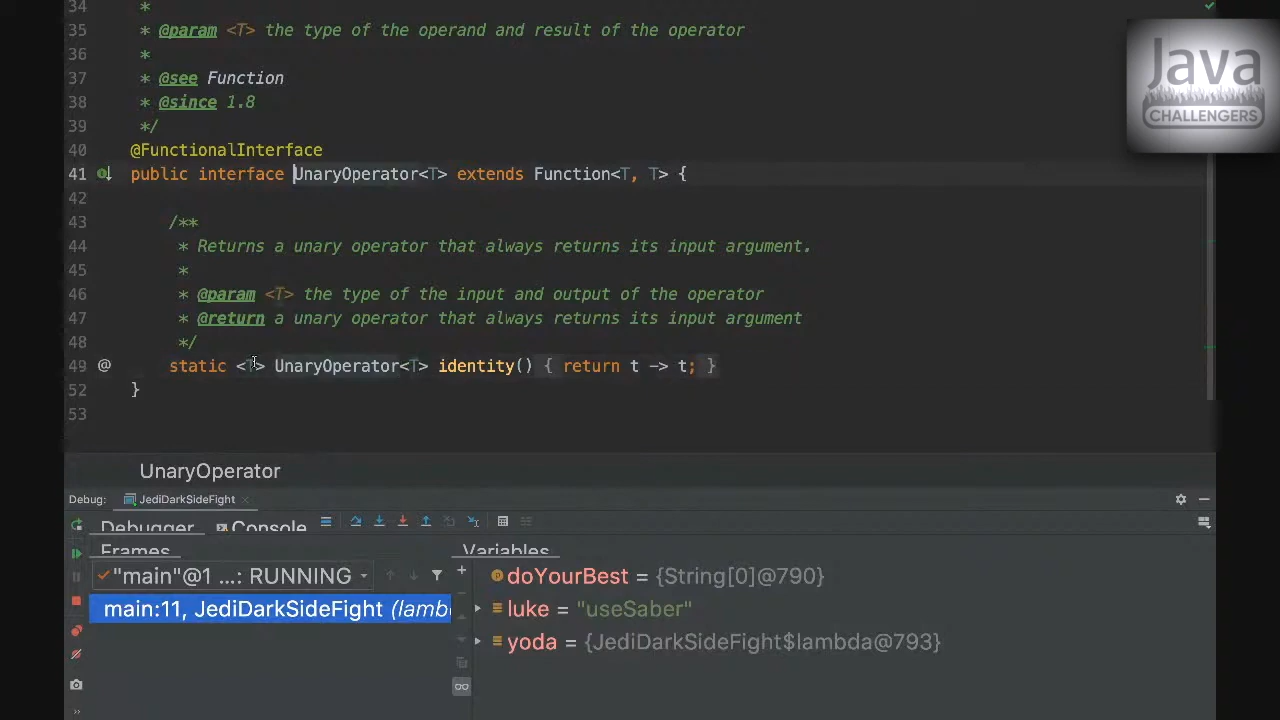 34 *
35 * @param <T> the type of the operand and result of the operator
36 *
37 * @see Function
38 * @since 1.8
39 */
40 @FunctionalInterface
41 public interface UnaryOperator<T> extends Function<T, T> {
42
43 /**
44 * Returns a unary operator that always returns its input argument.
45 *
46 * @param <T> the type of the input and output of the operator
47 * @return a unary operator that always returns its input argument
48 */
49 @ static <T> UnaryOperator<T> identity() { return t -> t; }
52 }
53
Java
CHALLENGERS
UnaryOperator
Debug: JediDarkSideFight
Debugger Console
Frames Variables
"main"@1 ...: RUNNING
main:11, JediDarkSideFight (lamb
doYourBest = {String[0]@790}
luke = "useSaber"
yoda = {JediDarkSideFight$lambda@793}